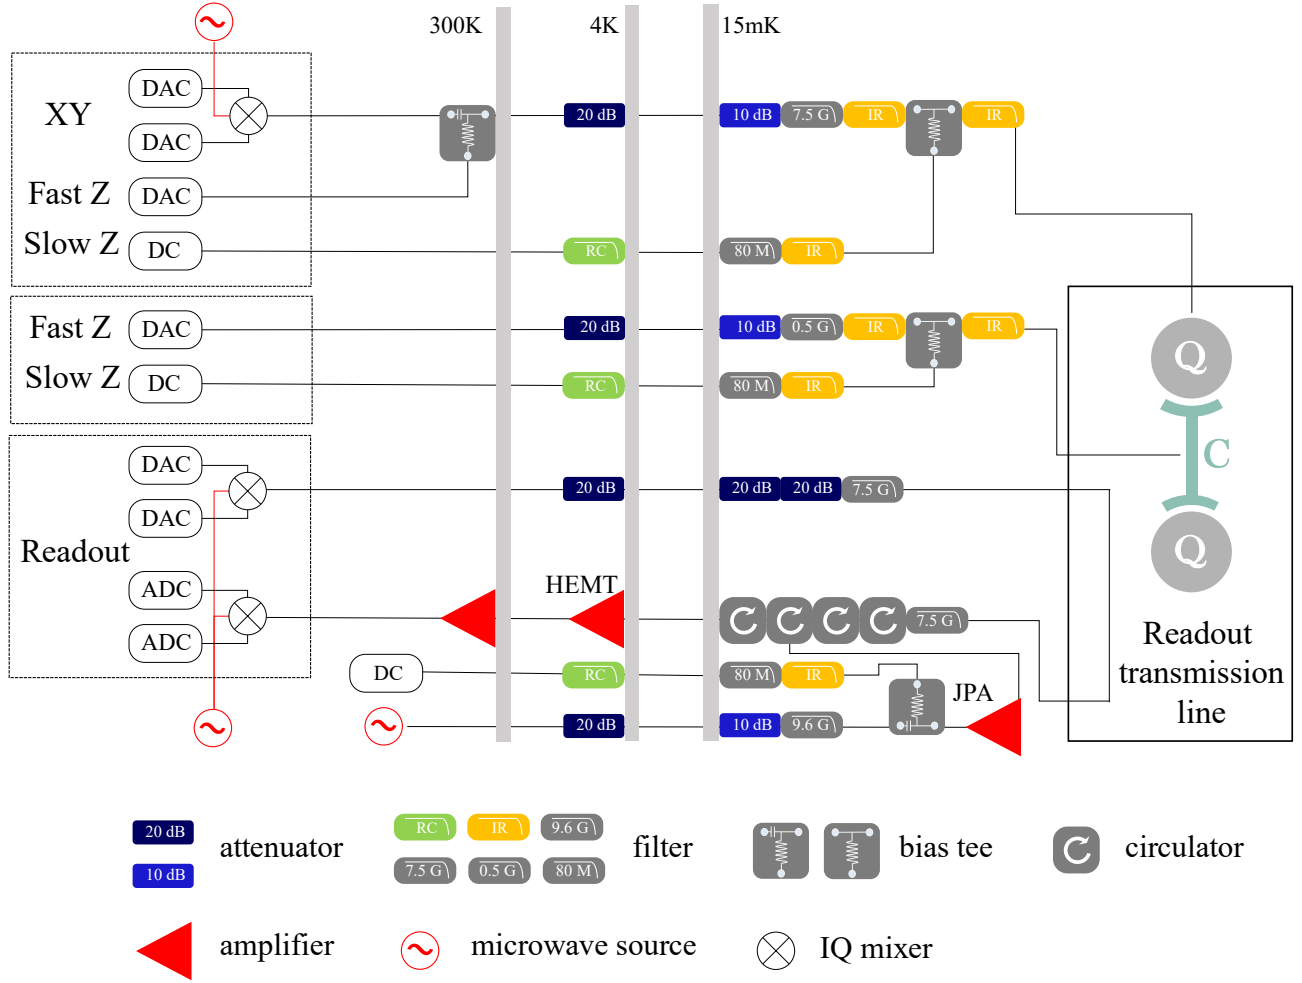 300K 4K 15mK
XY DAC 20 dB 10 dB 7.5 G IR IR
DAC
Fast Z DAC
Slow Z DC RC 80 M IR
Fast Z DAC 20 dB 10 dB 0.5 G IR IR
Slow Z DC RC 80 M IR
Q
C
Q
DAC
20 dB 20 dB 20 dB 7.5 G
DAC
Readout
ADC HEMT
7.5 G
ADC
DC RC 80 M IR JPA
20 dB 10 dB 9.6 G
Readout
transmission
line
20 dB attenuator RC IR 9.6 G filter bias tee circulator
10 dB 7.5 G 0.5 G 80 M
amplifier microwave source IQ mixer